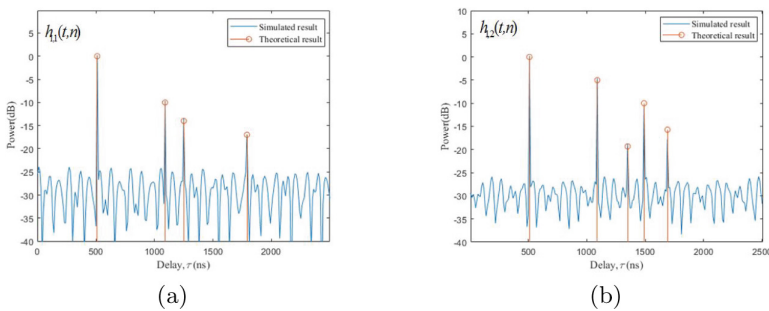 h1,1(t,n)
Simulated result
Theoretical result
5
0
-5
-10
-15
-20
-25
-30
-35
-40
Power(dB)
0
500
1000
1500
2000
Delay, τ(ns)
(a)
h1,2(t,n)
Simulated result
Theoretical result
10
5
0
-5
-10
-15
-20
-25
-30
-35
-40
Power(dB)
500
1000
1500
2000
2500
Delay, τ(ns)
(b)